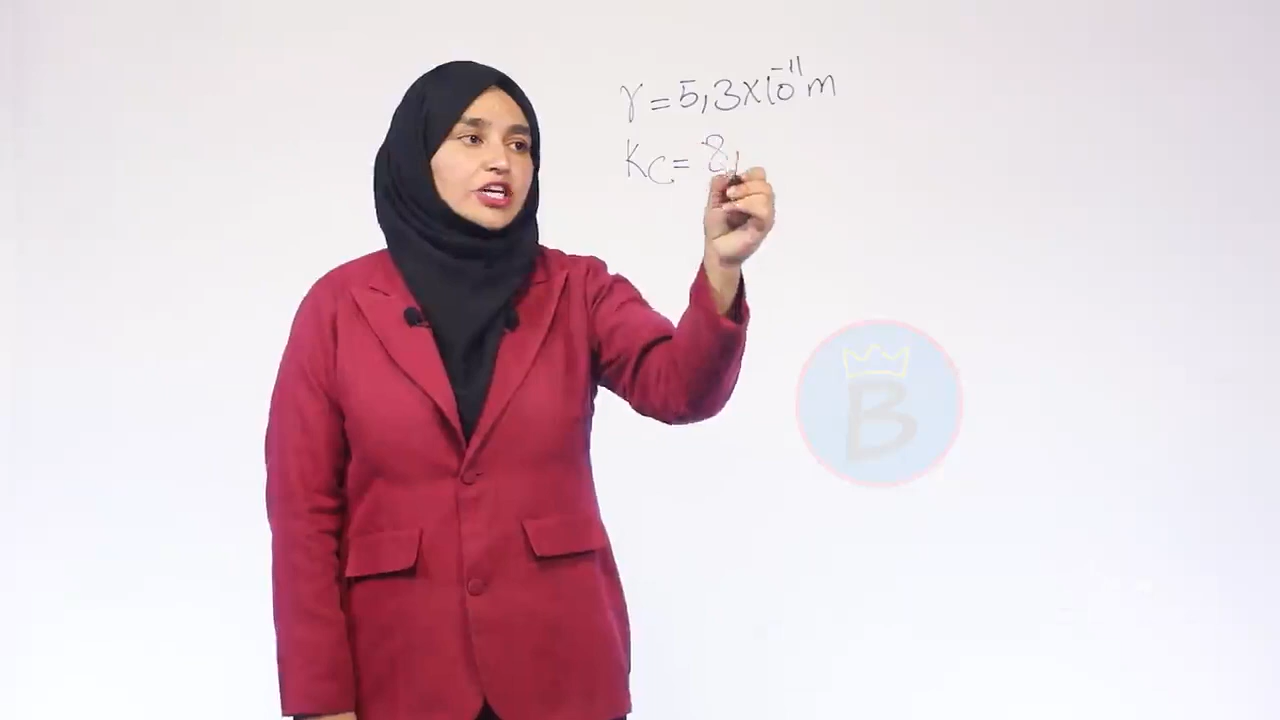 r = 5,3x10⁻¹¹ m
Kc = 8,
B